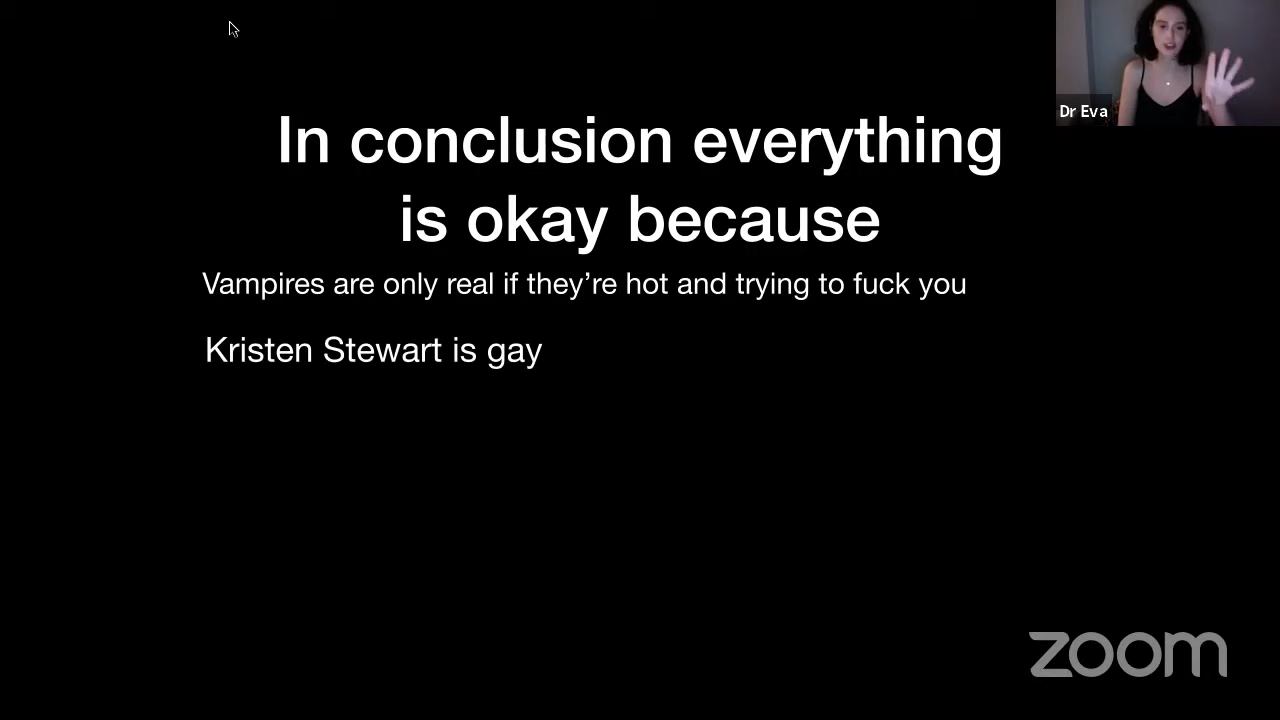 Dr Eva
In conclusion everything
is okay because
Vampires are only real if they’re hot and trying to fuck you
Kristen Stewart is gay
zoom